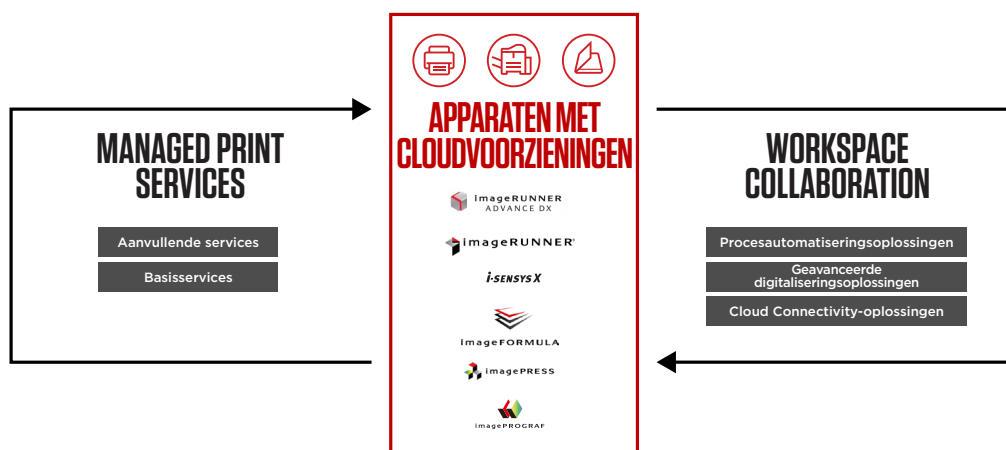 MANAGED PRINT
SERVICES
Aanvullende services
Basisservices
APPARATEN MET
CLOUDVOORZIENINGEN
imageRUNNER
ADVANCE DX
imageRUNNER®
i-SENSYS X
imageFORMULA
imagePRESS
imagePROGRAF
WORKSPACE
COLLABORATION
Procesautomatiseringsoplossingen
Geavanceerde
digitaliseringsoplossingen
Cloud Connectivity-oplossingen